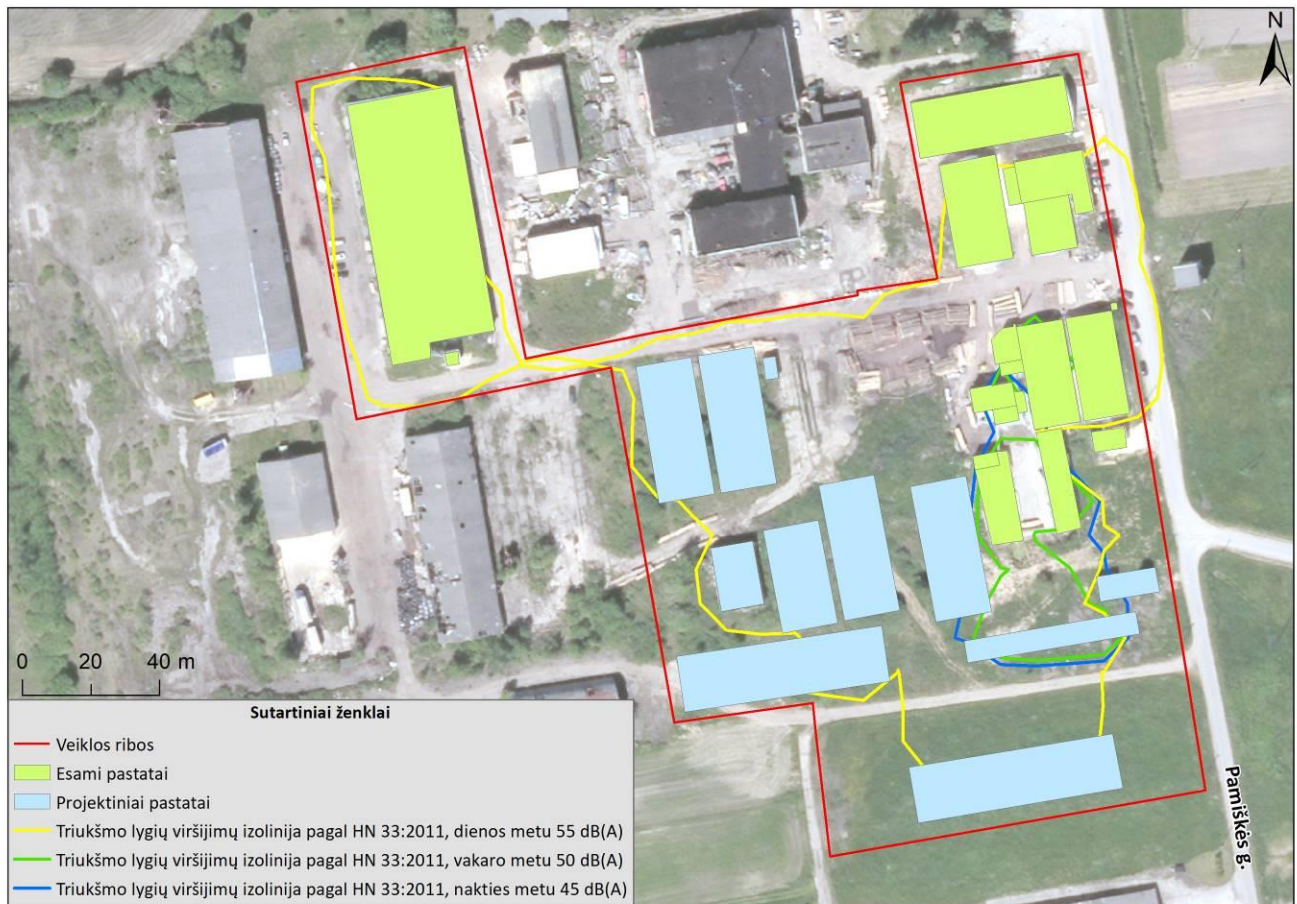 N
0 20 40 m
Sutartiniai ženklai
Veiklos ribos
Esami pastatai
Projektiniai pastatai
Triukšmo lygių viršijimų izolinija pagal HN 33:2011, dienos metu 55 dB(A)
Triukšmo lygių viršijimų izolinija pagal HN 33:2011, vakaro metu 50 dB(A)
Triukšmo lygių viršijimų izolinija pagal HN 33:2011, nakties metu 45 dB(A)
Pamiškės g.